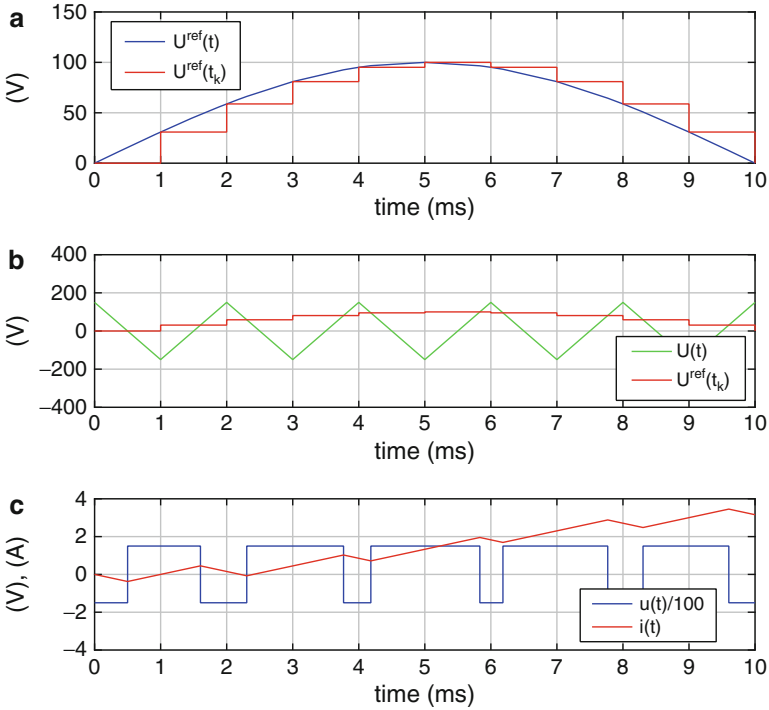 a
150
100
50
0
(V)
U^ref(t)
U^ref(t_k)
0 1 2 3 4 5 6 7 8 9 10
time (ms)
b
400
200
0
−200
−400
(V)
U(t)
U^ref(t_k)
0 1 2 3 4 5 6 7 8 9 10
time (ms)
c
4
2
0
−2
−4
(V), (A)
u(t)/100
i(t)
0 1 2 3 4 5 6 7 8 9 10
time (ms)